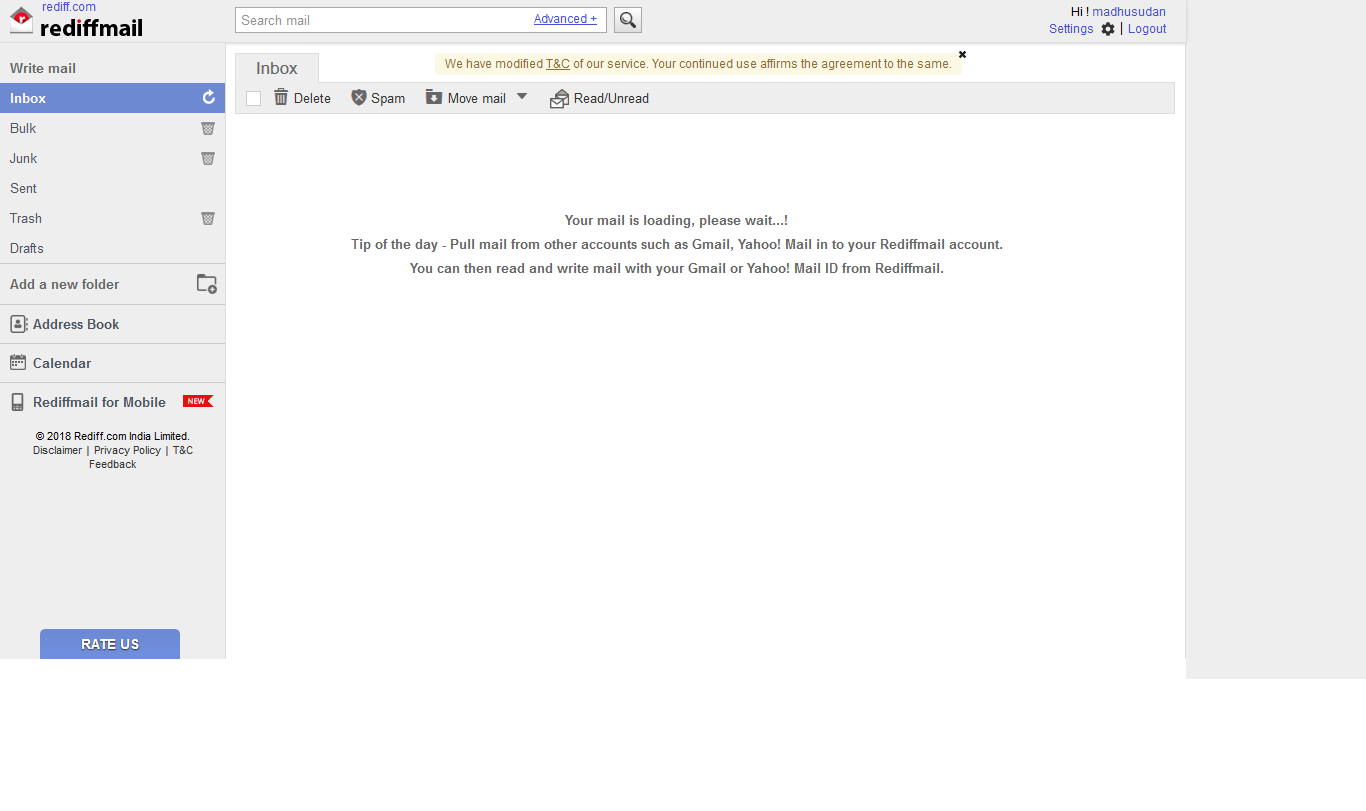 rediff.com
rediffmail
Search mail
Advanced +
Hi ! madhusudan
Settings | Logout
Write mail
Inbox
Bulk
Junk
Sent
Trash
Drafts
Add a new folder
Address Book
Calendar
Rediffmail for Mobile NEW
© 2018 Rediff.com India Limited.
Disclaimer | Privacy Policy | T&C
Feedback
RATE US
Inbox
We have modified T&C of our service. Your continued use affirms the agreement to the same.
Delete Spam Move mail Read/Unread
Your mail is loading, please wait...!
Tip of the day - Pull mail from other accounts such as Gmail, Yahoo! Mail in to your Rediffmail account.
You can then read and write mail with your Gmail or Yahoo! Mail ID from Rediffmail.